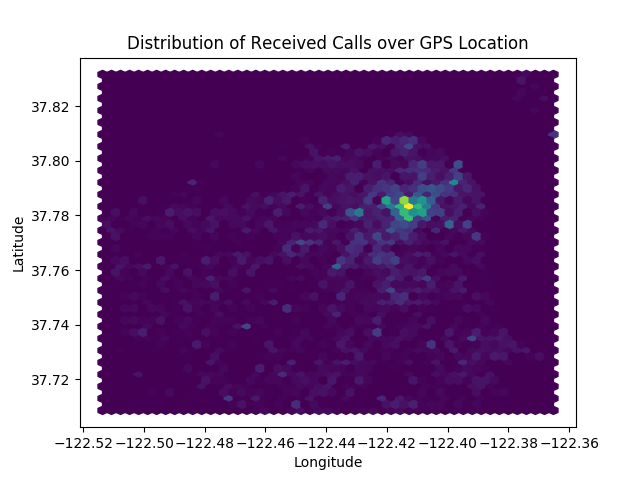 Distribution of Received Calls over GPS Location
37.82
37.80
37.78
37.76
37.74
37.72
Latitude
−122.52 −122.50 −122.48 −122.46 −122.44 −122.42 −122.40 −122.38 −122.36
Longitude